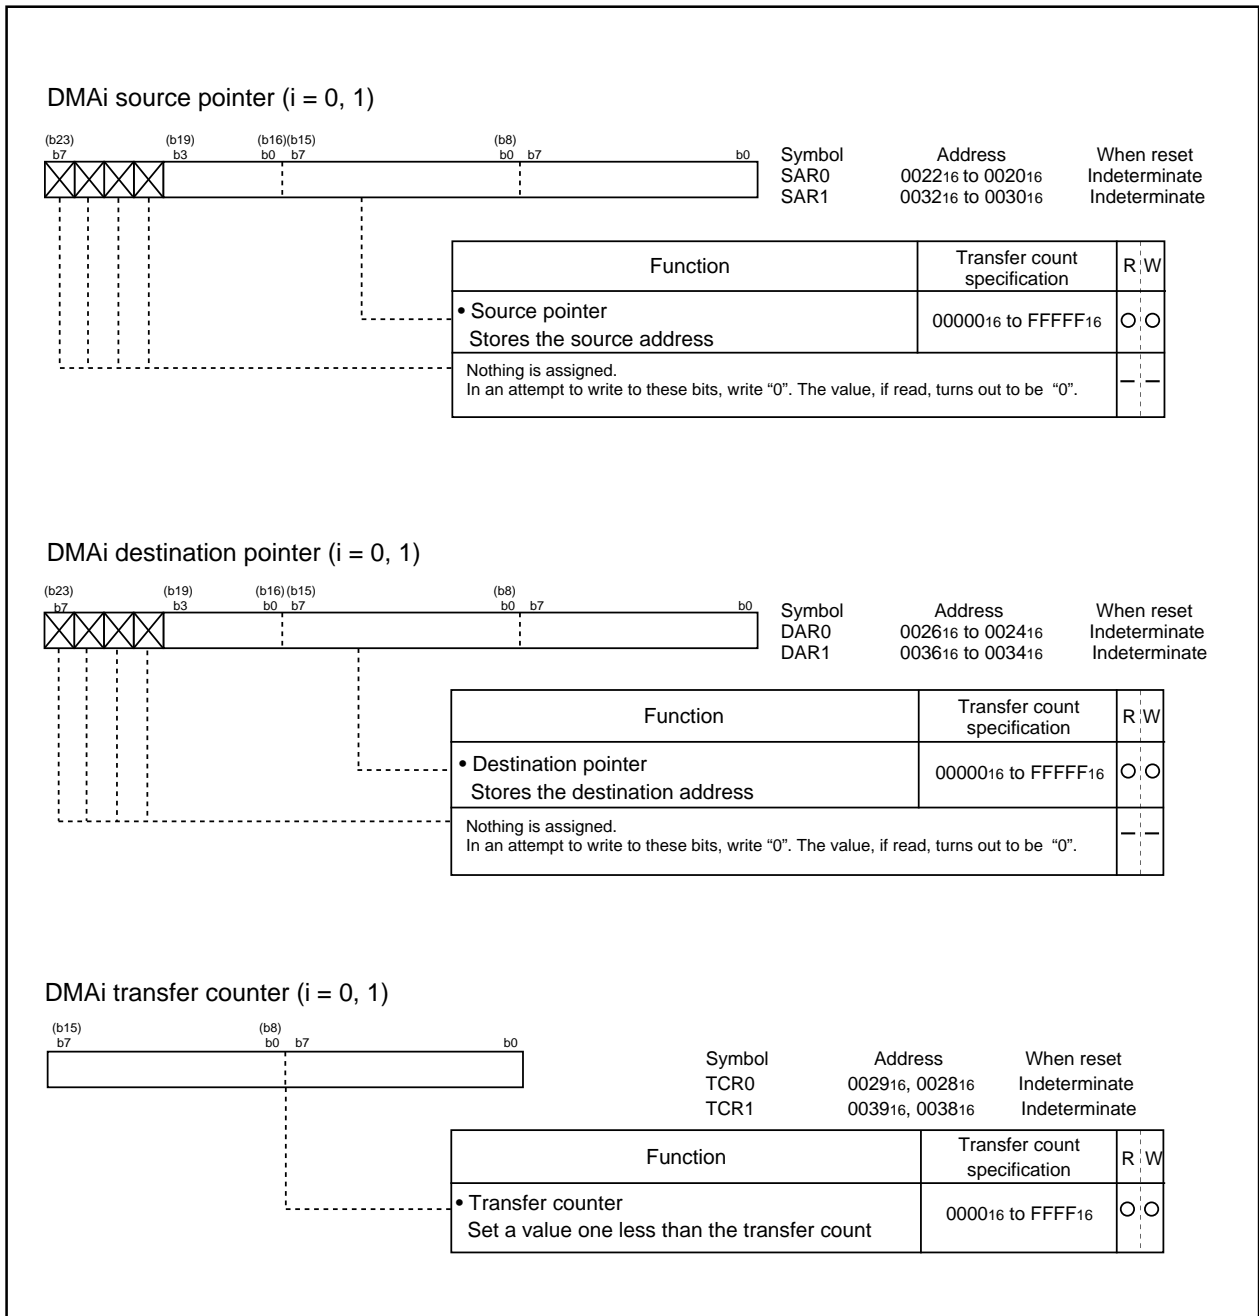 DMAi source pointer (i = 0, 1)
(b23) (b19) (b16)(b15) (b8)
b7 b3 b0 b7 b0 b7 b0
Symbol Address When reset
SAR0 002216 to 002016 Indeterminate
SAR1 003216 to 003016 Indeterminate
Function Transfer count specification R W
• Source pointer
Stores the source address
0000016 to FFFFF16
Nothing is assigned.
In an attempt to write to these bits, write “0”. The value, if read, turns out to be “0”.
DMAi destination pointer (i = 0, 1)
(b23) (b19) (b16)(b15) (b8)
b7 b3 b0 b7 b0 b7 b0
Symbol Address When reset
DAR0 002616 to 002416 Indeterminate
DAR1 003616 to 003416 Indeterminate
Function Transfer count specification R W
• Destination pointer
Stores the destination address
0000016 to FFFFF16
Nothing is assigned.
In an attempt to write to these bits, write “0”. The value, if read, turns out to be “0”.
DMAi transfer counter (i = 0, 1)
(b15) (b8)
b7 b0 b7 b0
Symbol Address When reset
TCR0 002916, 002816 Indeterminate
TCR1 003916, 003816 Indeterminate
Function Transfer count specification R W
• Transfer counter
Set a value one less than the transfer count
000016 to FFFF16